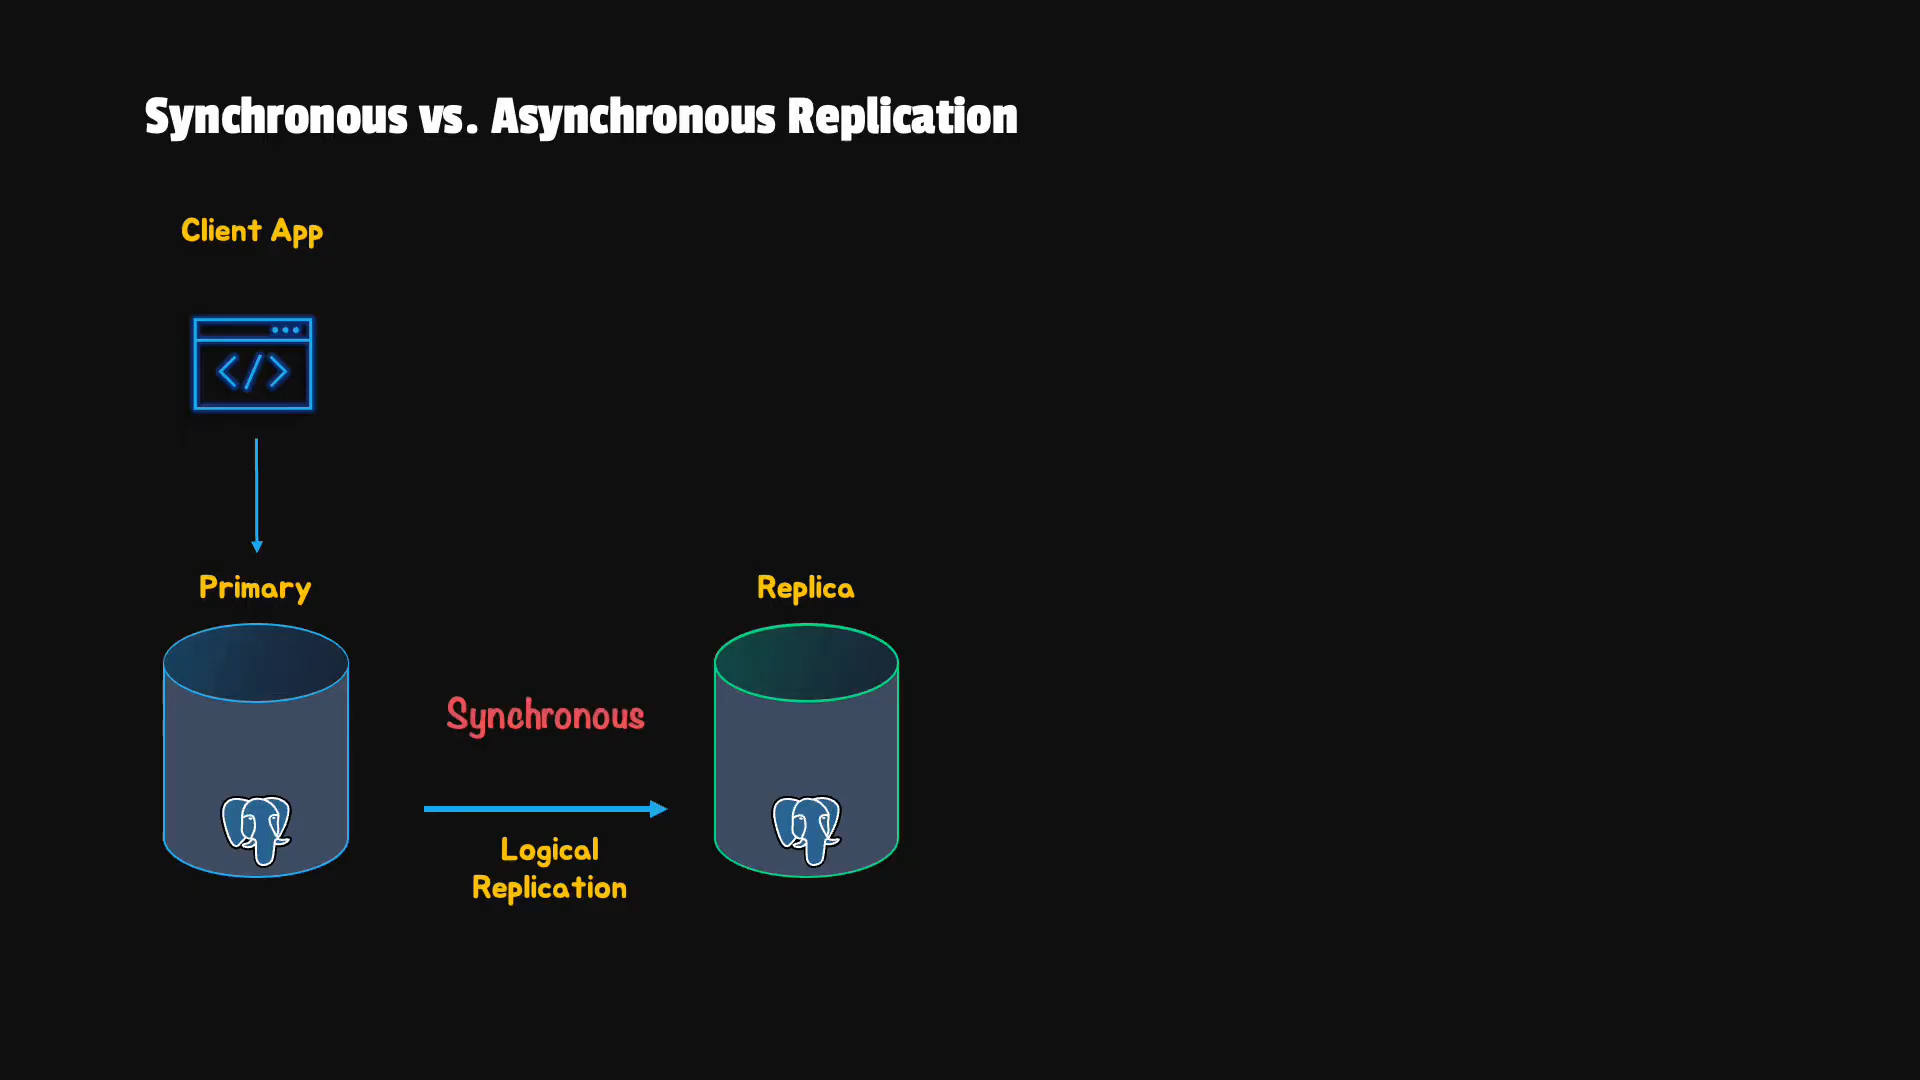 Synchronous vs. Asynchronous Replication
Client App
</>
Primary
Replica
Synchronous
Logical
Replication